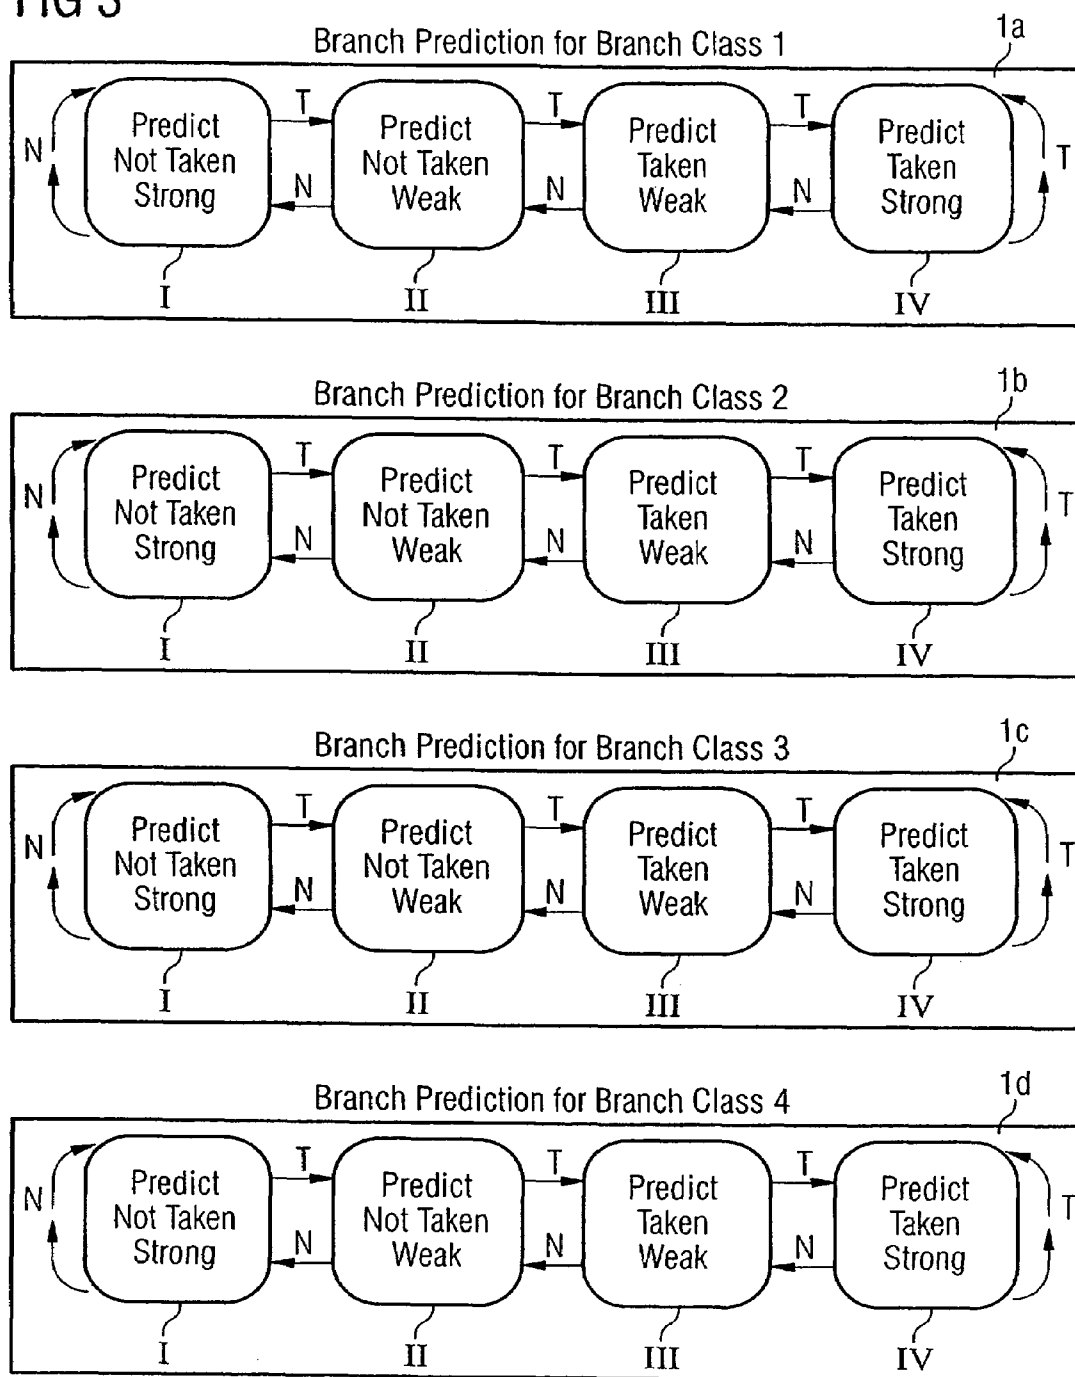 FIG 3
1a
Branch Prediction for Branch Class 1
Predict Not Taken Strong
Predict Not Taken Weak
Predict Taken Weak
Predict Taken Strong
N
T
N
T
N
T
N
T
I
II
III
IV
1b
Branch Prediction for Branch Class 2
Predict Not Taken Strong
Predict Not Taken Weak
Predict Taken Weak
Predict Taken Strong
N
T
N
T
N
T
N
T
I
II
III
IV
1c
Branch Prediction for Branch Class 3
Predict Not Taken Strong
Predict Not Taken Weak
Predict Taken Weak
Predict Taken Strong
N
T
N
T
N
T
N
T
I
II
III
IV
1d
Branch Prediction for Branch Class 4
Predict Not Taken Strong
Predict Not Taken Weak
Predict Taken Weak
Predict Taken Strong
N
T
N
T
N
T
N
T
I
II
III
IV